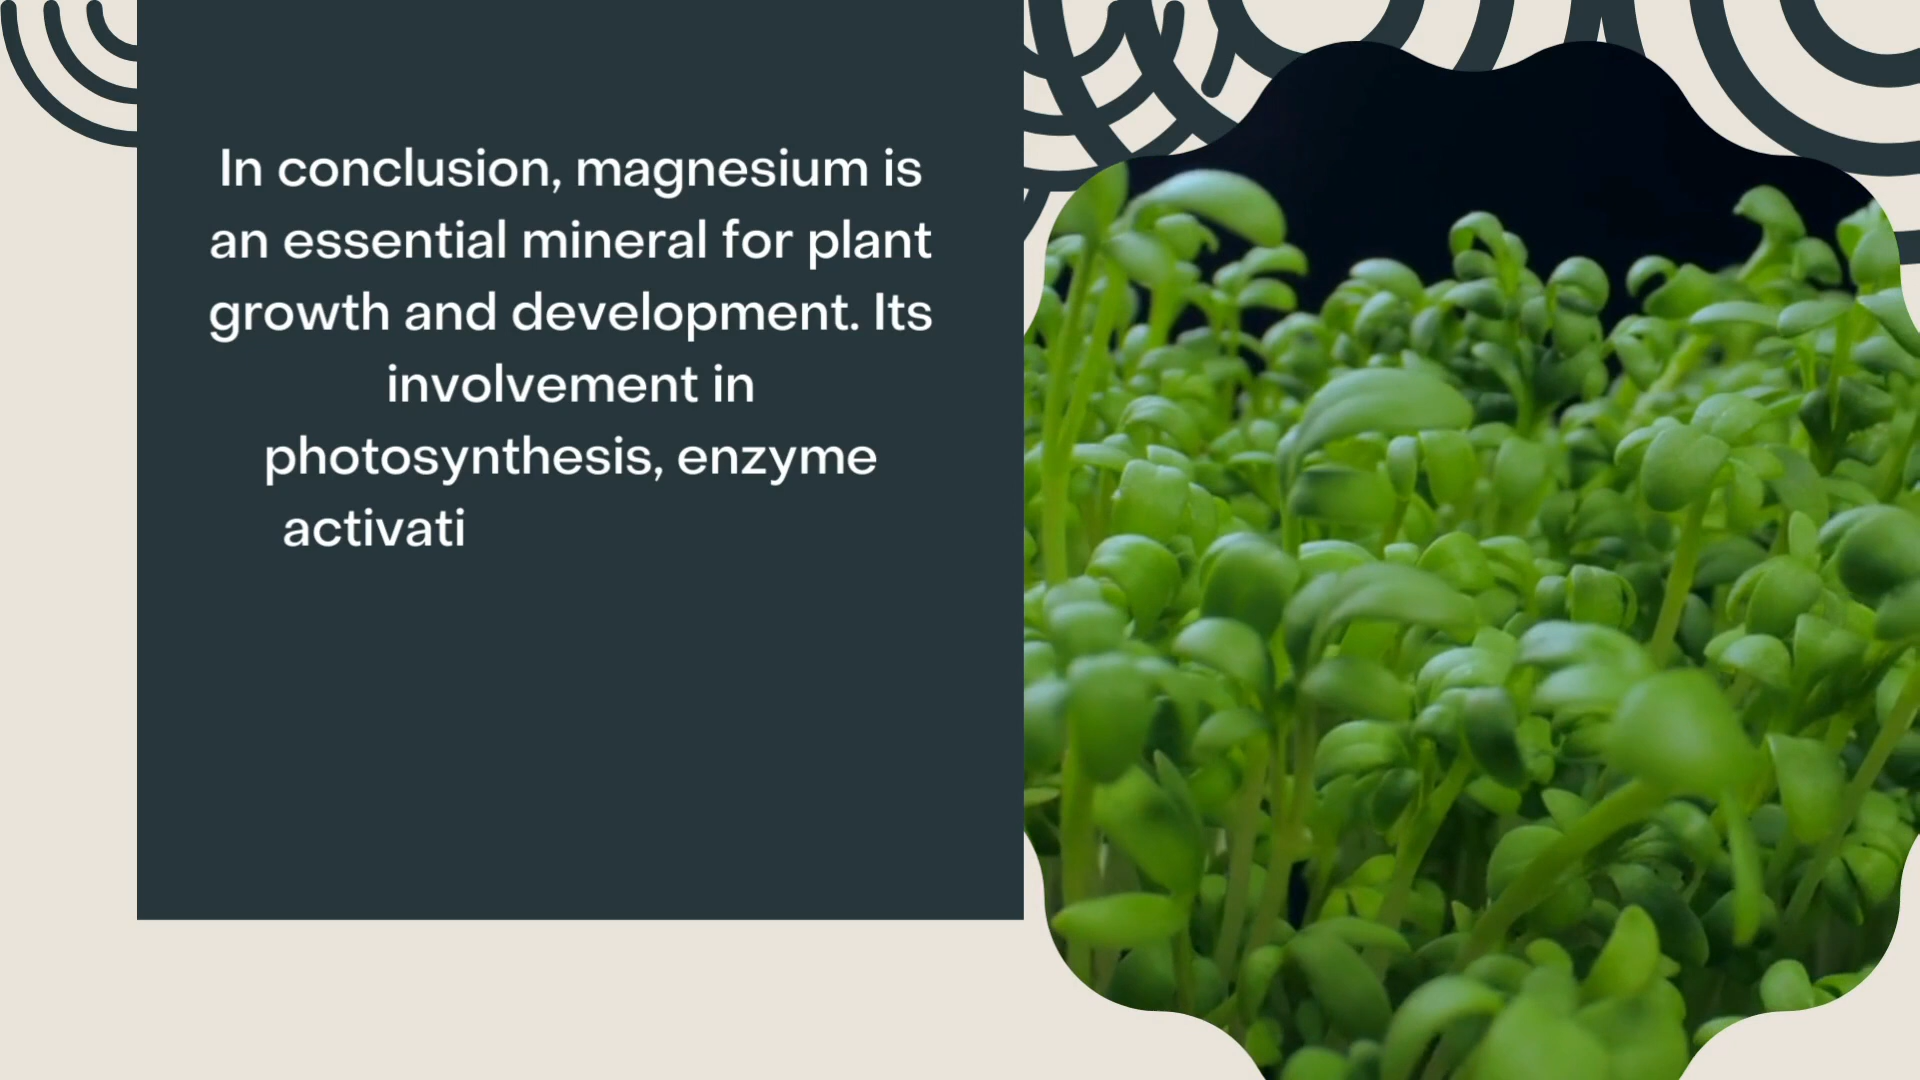 In conclusion, magnesium is
an essential mineral for plant
growth and development. Its
involvement in
photosynthesis, enzyme
activati